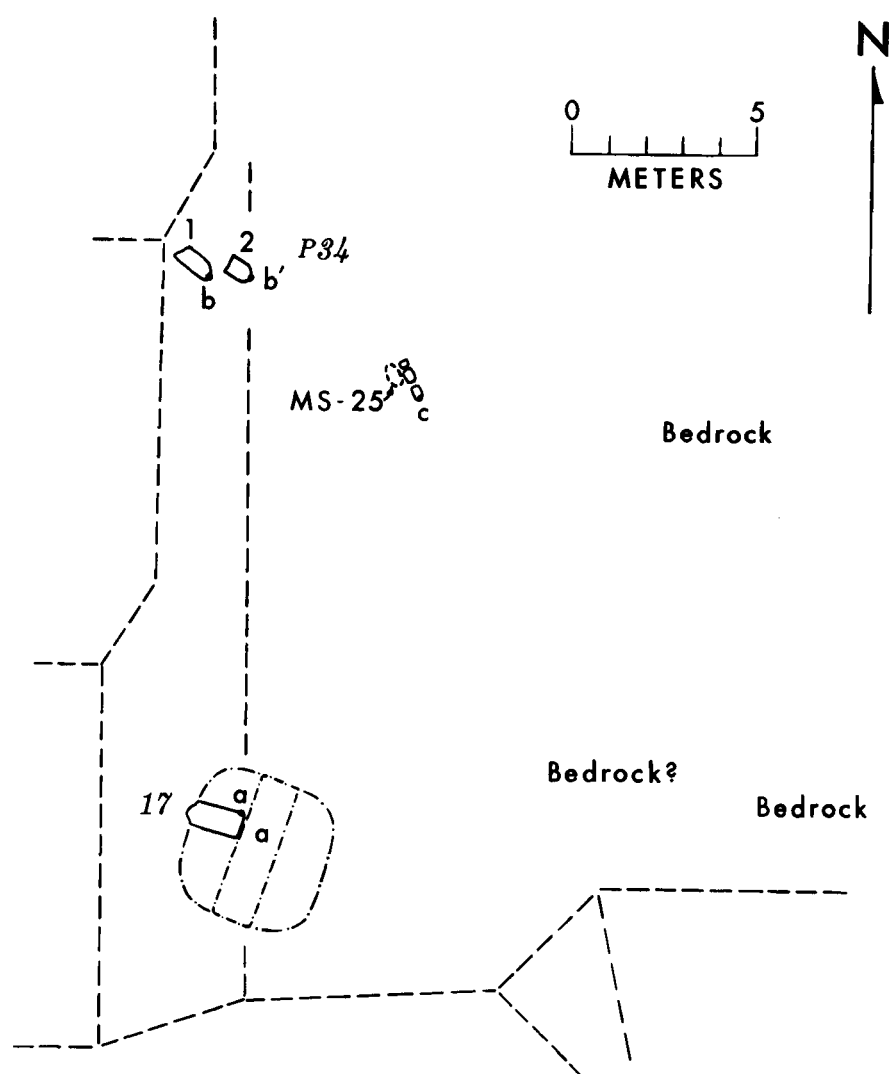 N
0 5
METERS
1 2 P34
b b'
MS-25
c
Bedrock
Bedrock?
17 a
Bedrock
a